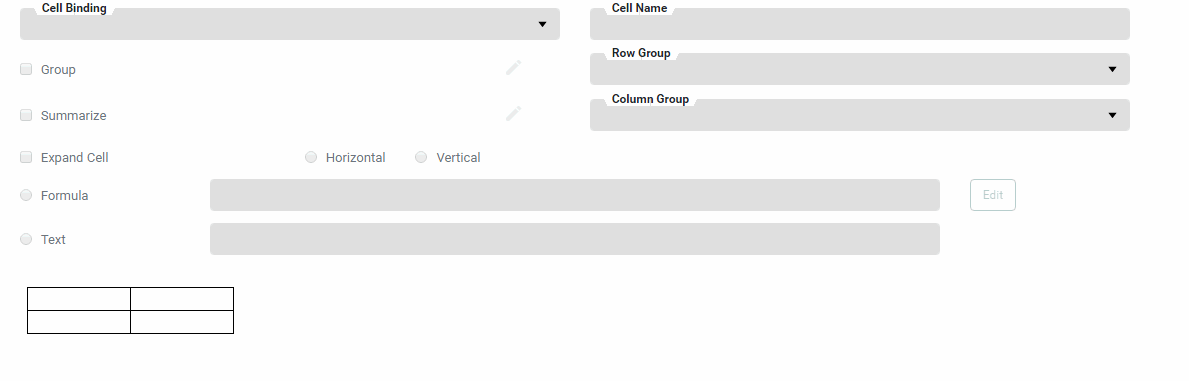 Cell Binding
Cell Name
Group
Row Group
Summarize
Column Group
Expand Cell
Horizontal
Vertical
Formula
Edit
Text